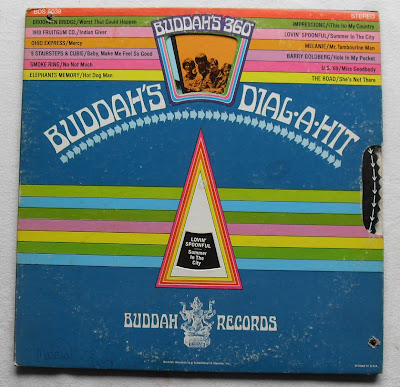 BDS 5039
STEREO
BUDDAH'S 360°
BROOKLYN BRIDGE/Worst That Could Happen
1910 FRUITGUM CO./Indian Giver
OHIO EXPRESS/Mercy
5 STAIRSTEPS & CUBIE/Baby, Make Me Feel So Good
SMOKE RING/No Not Much
ELEPHANTS MEMORY/Hot Dog Man
IMPRESSIONS/This Is My Country
LOVIN' SPOONFUL/Summer In The City
MELANIE/Mr. Tambourine Man
BARRY GOLDBERG/Hole In My Pocket
U.S. '69/Miss Goodbody
THE ROAD/She's Not There
BUDDAH'S DIAL-A-HIT
LOVIN'
SPOONFUL
Summer
In The
City
BUDDAH RECORDS